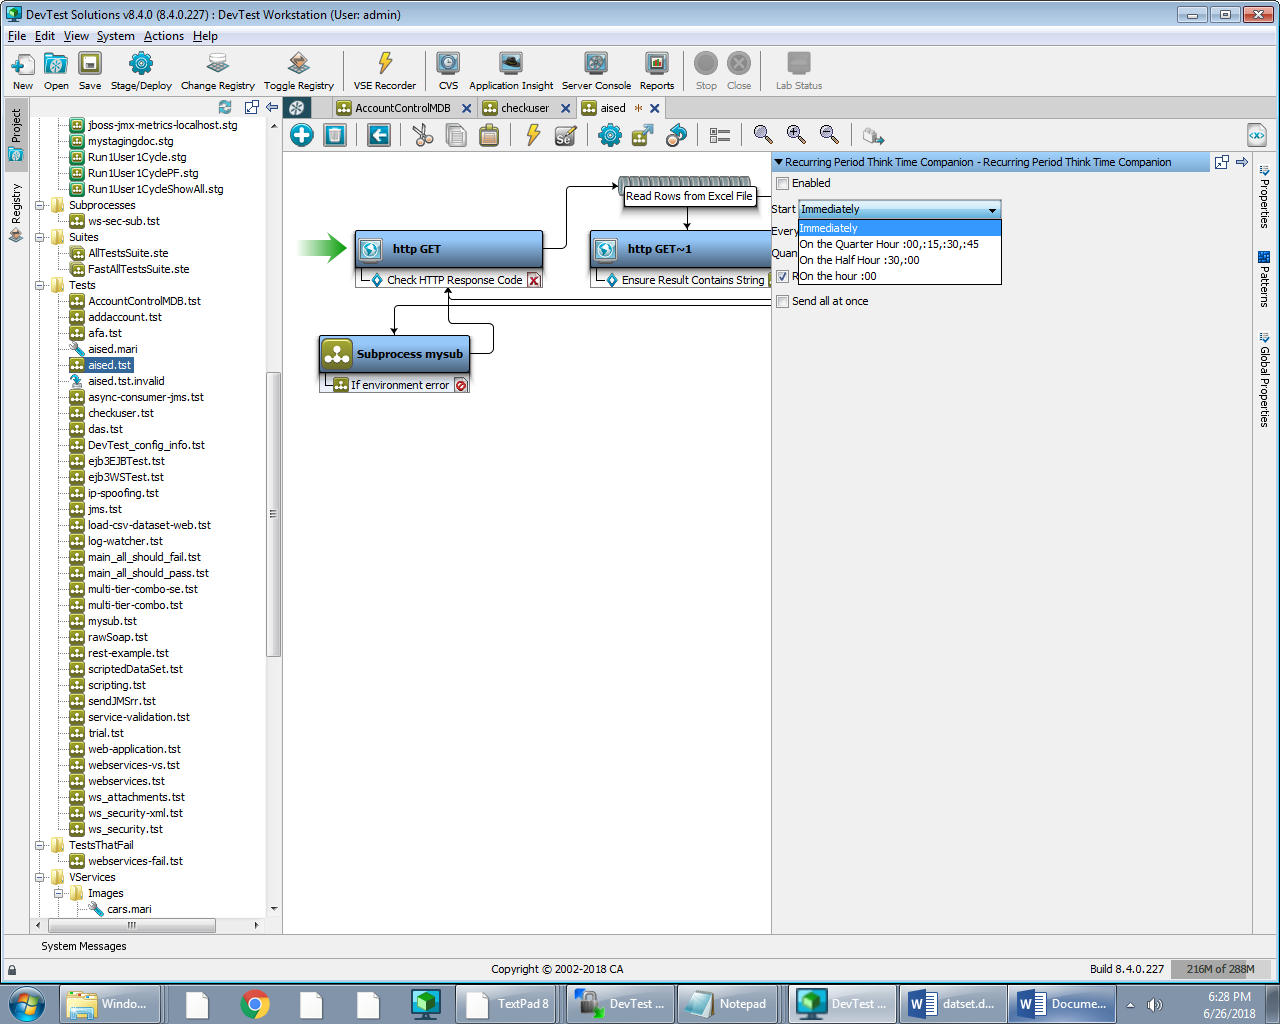 DevTest Solutions v8.4.0 (8.4.0.227) : DevTest Workstation (User: admin)
File Edit View System Actions Help
New Open Save Stage/Deploy Change Registry Toggle Registry VSE Recorder CVS Application Insight Server Console Reports Stop Close Lab Status
Project
Registry
jboss-jmx-metrics-localhost.stg
mystagingdoc.stg
Run1User1Cycle.stg
Run1User1CyclePF.stg
Run1User1CycleShowAll.stg
Subprocesses
ws-sec-sub.tst
Suites
AllTestsSuite.ste
FastAllTestsSuite.ste
Tests
AccountControlMDB.tst
addaccount.tst
afa.tst
aised.mari
aised.tst
aised.tst.invalid
async-consumer-jms.tst
checkuser.tst
das.tst
DevTest_config_info.tst
ejb3EJBTest.tst
ejb3WSTest.tst
ip-spoofing.tst
jms.tst
load-csv-dataset-web.tst
log-watcher.tst
main_all_should_fail.tst
main_all_should_pass.tst
multi-tier-combo-se.tst
multi-tier-combo.tst
mysub.tst
rawSoap.tst
rest-example.tst
scriptedDataSet.tst
scripting.tst
sendJMSrr.tst
service-validation.tst
trial.tst
web-application.tst
webservices-vs.tst
webservices.tst
ws_attachments.tst
ws_security-xml.tst
ws_security.tst
TestsThatFail
webservices-fail.tst
VServices
Images
cars.mari
AccountControlMDB checkuser aised
Read Rows from Excel File
http GET
Check HTTP Response Code
http GET~1
Ensure Result Contains String
Subprocess mysub
If environment error
Recurring Period Think Time Companion - Recurring Period Think Time Companion
Enabled
Start Immediately
Immediately
Every
On the Quarter Hour :00,:15,:30,:45
Quan
On the Half Hour :30,:00
R
On the hour :00
Send all at once
Properties
Patterns
Global Properties
System Messages
Copyright © 2002-2018 CA
Build 8.4.0.227 216M of 288M
Windo... TextPad 8 DevTest ... Notepad DevTest ... datset.d... Docume...
6:28 PM
6/26/2018